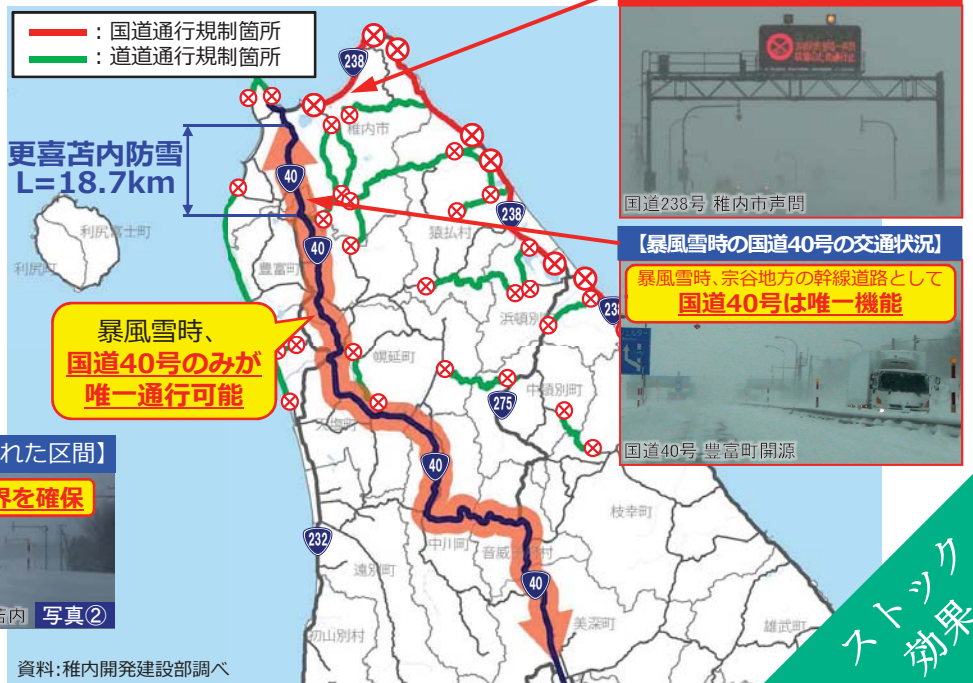 ：国道通行規制箇所
：道道通行規制箇所
238
稚内市
更喜苫内防雪
L=18.7km
40
238
利尻富士町
利尻町
40
豊富町
猿払村
暴風雪時、
国道40号のみが
唯一通行可能
浜頓別
幌延町
275
中頓別町
40
232
中川町
音威子府村
枝幸町
遠別町
40
初山別村
美深町
雄武町
国道238号 稚内市声問
【暴風雪時の国道40号の交通状況】
暴風雪時、宗谷地方の幹線道路として
国道40号は唯一機能
国道40号 豊富町開源
れた区間】
界を確保
苫内 写真②
資料:稚内開発建設部調べ
ストック
効果